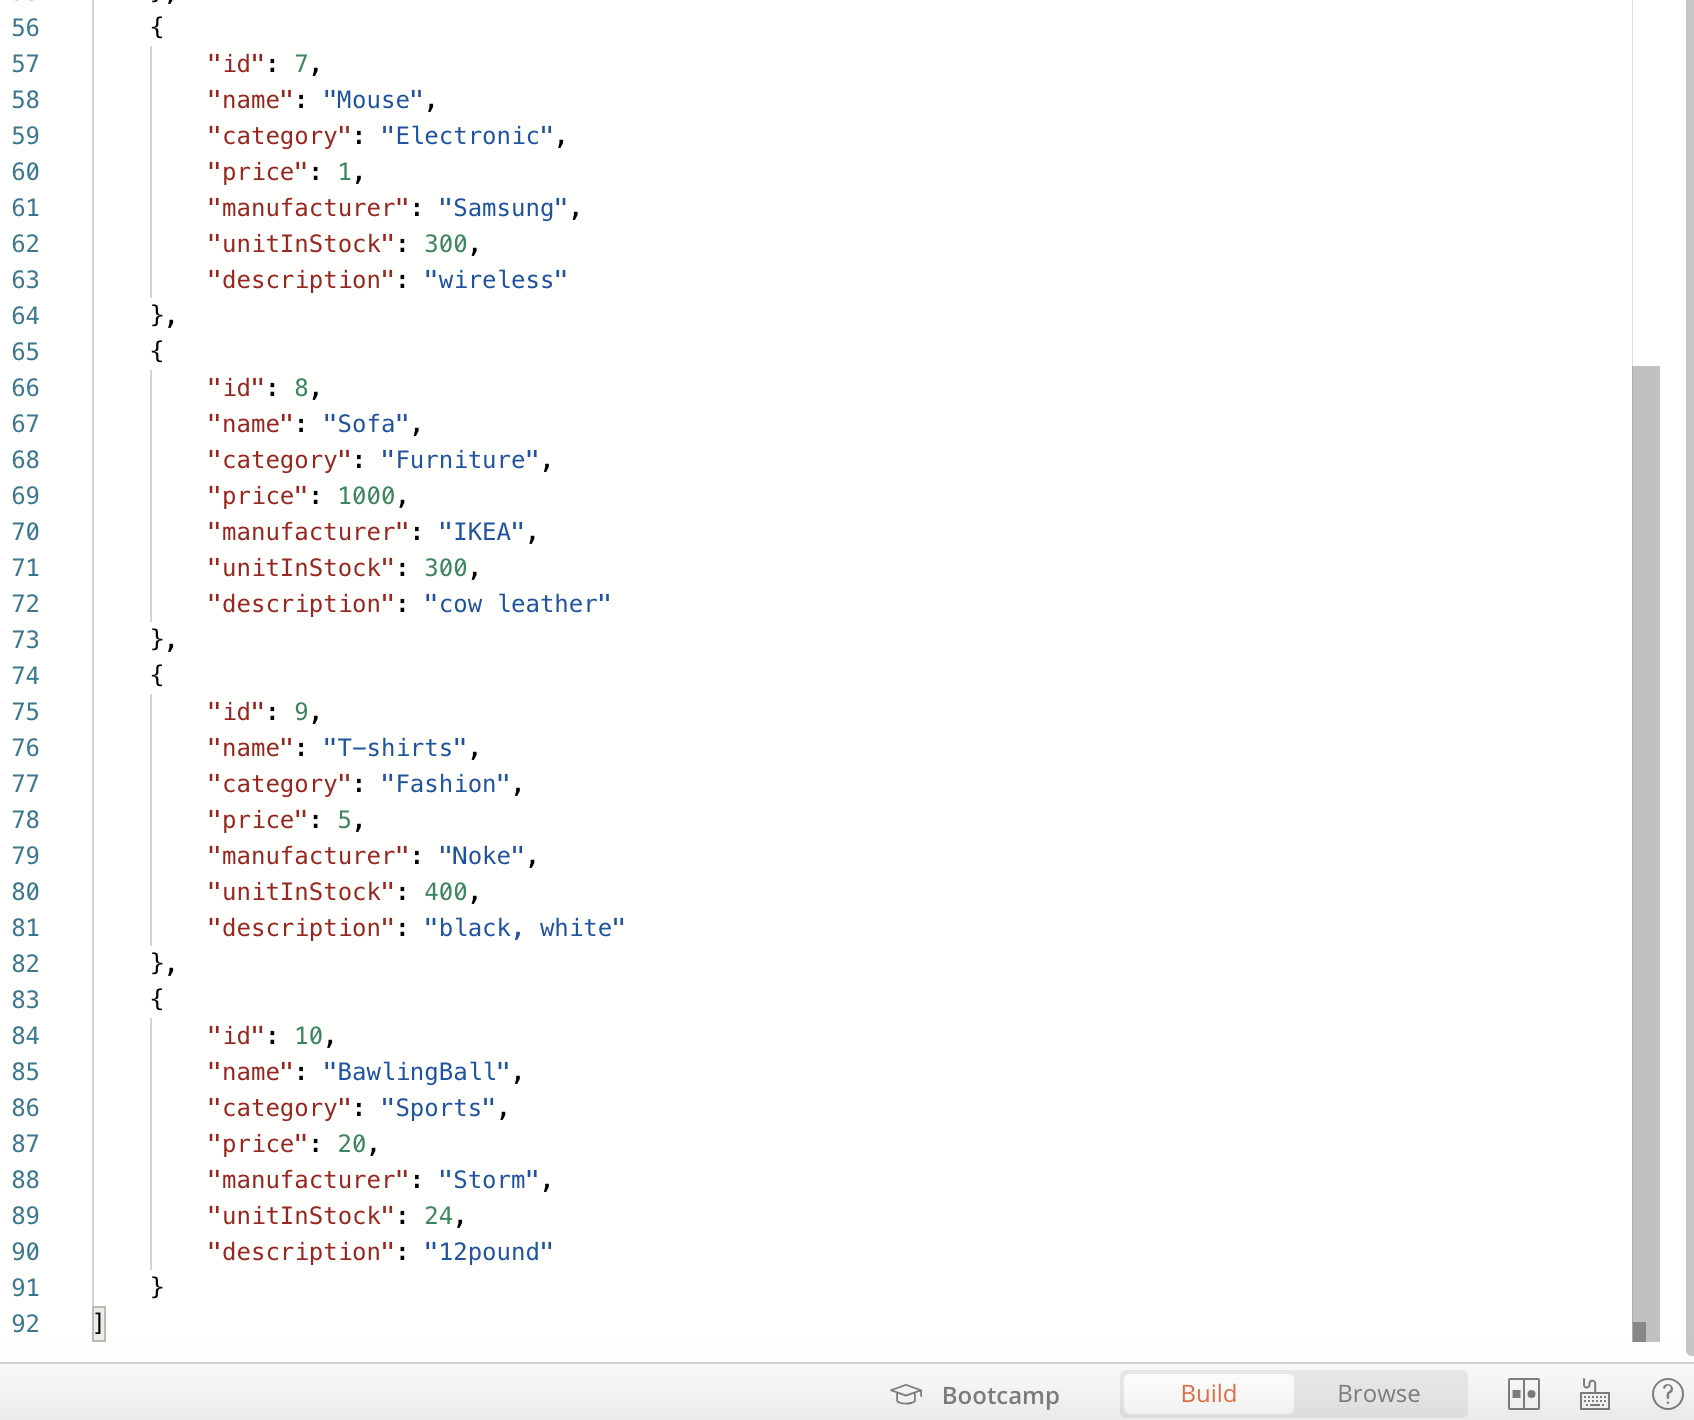 56 {
57 "id": 7,
58 "name": "Mouse",
59 "category": "Electronic",
60 "price": 1,
61 "manufacturer": "Samsung",
62 "unitInStock": 300,
63 "description": "wireless"
64 },
65 {
66 "id": 8,
67 "name": "Sofa",
68 "category": "Furniture",
69 "price": 1000,
70 "manufacturer": "IKEA",
71 "unitInStock": 300,
72 "description": "cow leather"
73 },
74 {
75 "id": 9,
76 "name": "T-shirts",
77 "category": "Fashion",
78 "price": 5,
79 "manufacturer": "Noke",
80 "unitInStock": 400,
81 "description": "black, white"
82 },
83 {
84 "id": 10,
85 "name": "BawlingBall",
86 "category": "Sports",
87 "price": 20,
88 "manufacturer": "Storm",
89 "unitInStock": 24,
90 "description": "12pound"
91 }
92 ]
Bootcamp Build Browse ?